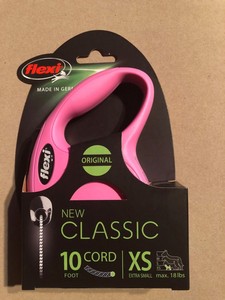 flexi
MADE IN GER
ORIGINAL
flexi
NEW
CLASSIC
10 CORD XS
FOOT EXTRA SMALL max. 18 lbs